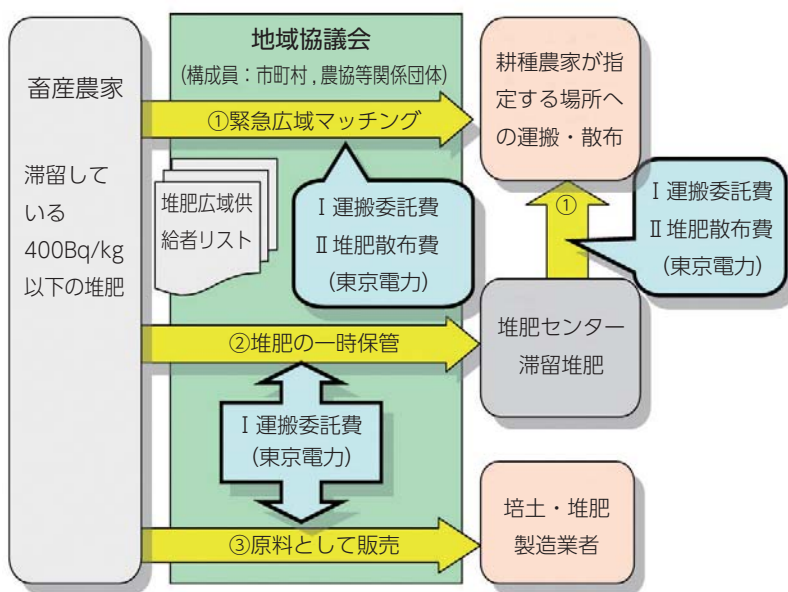 畜産農家
滞留して
いる
400Bq/kg
以下の堆肥
地域協議会
(構成員：市町村，農協等関係団体)
①緊急広域マッチング
堆肥広域供
給者リスト
Ⅰ運搬委託費
Ⅱ堆肥散布費
(東京電力)
②堆肥の一時保管
Ⅰ運搬委託費
(東京電力)
③原料として販売
耕種農家が指
定する場所へ
の運搬・散布
①
Ⅰ運搬委託費
Ⅱ堆肥散布費
(東京電力)
堆肥センター
滞留堆肥
培土・堆肥
製造業者